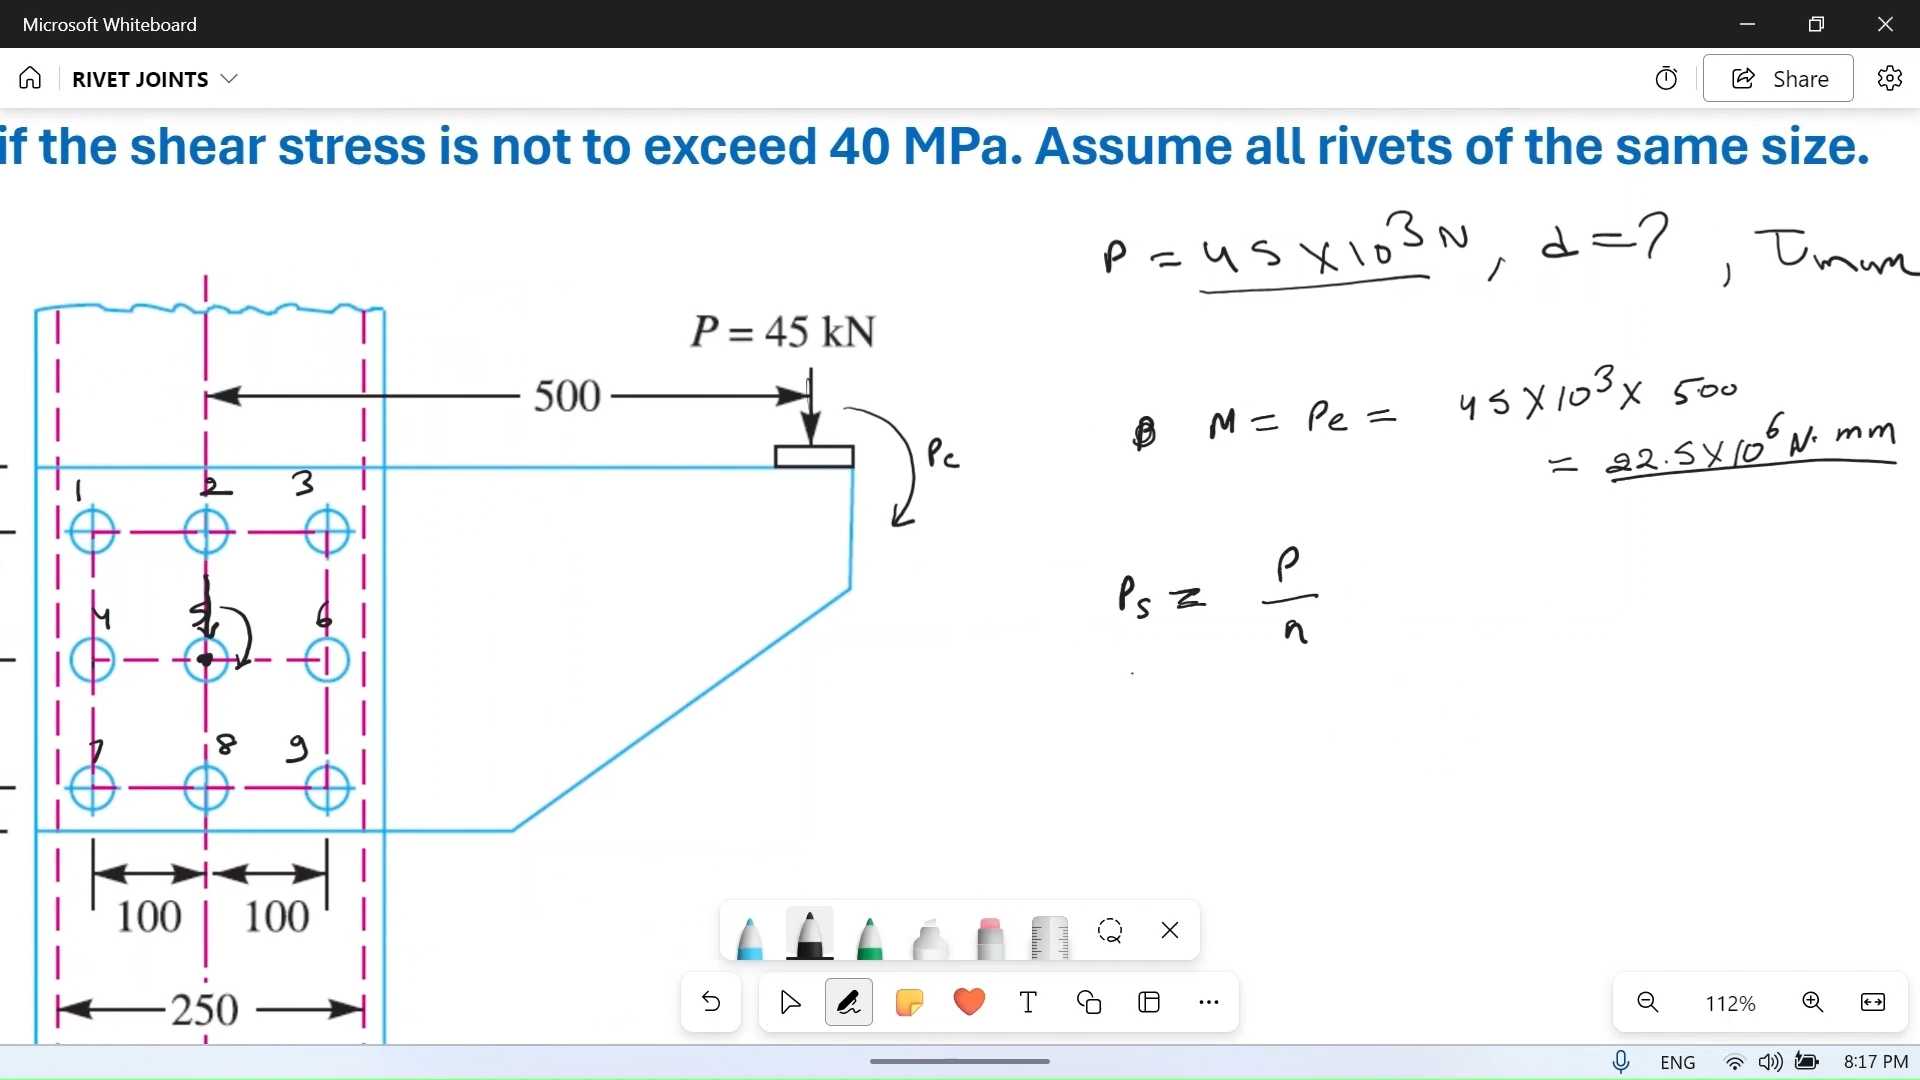 Microsoft Whiteboard
RIVET JOINTS
Share
if the shear stress is not to exceed 40 MPa. Assume all rivets of the same size.
P = 45 × 10³ N, d = ?,
P = 45 kN
500
M = Pe = 45 × 10³ × 500
= 22.5 × 10⁶ N. mm
Pe
1 2 3
Ps = P/n
4 5 6
7 8 9
100 100
250
T
112%
ENG
8:17 PM